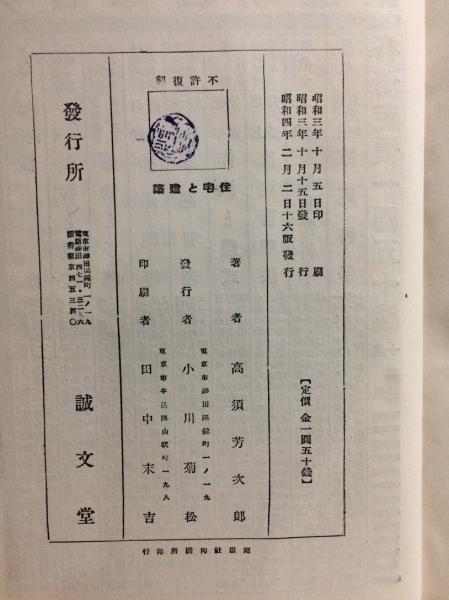 昭和三年十月五日印刷
昭和三年十月十五日發行
昭和四年二月二日十六版發行
【定價金一圓五十錢】
不許復製
住宅と建築
著者 高須芳次郎
東京市神田區錦町一ノ一九
發行者 小川菊松
東京市牛込區山吹町一九八
印刷者 田中末吉
發行所
東京市神田區錦町一ノ一九
誠文堂
社印刷所印行